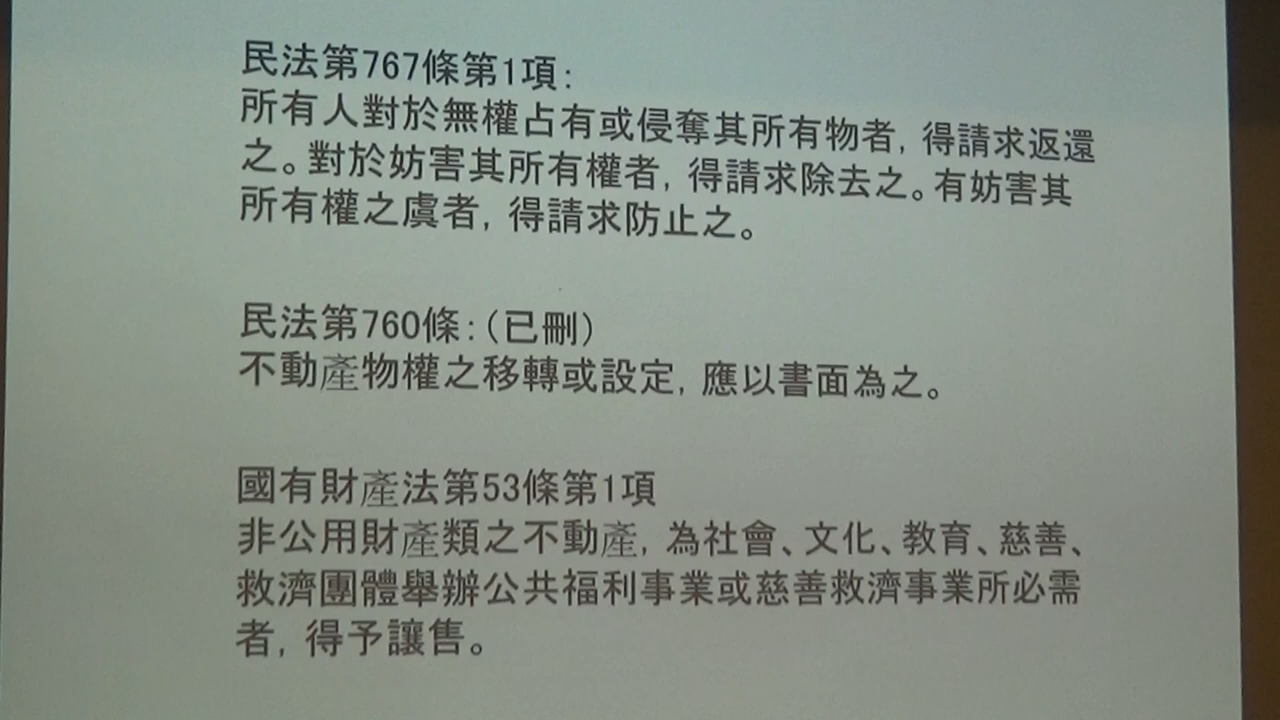 民法第767條第1項：
所有人對於無權占有或侵奪其所有物者，得請求返還
之。對於妨害其所有權者，得請求除去之。有妨害其
所有權之虞者，得請求防止之。
民法第760條：（已刪）
不動產物權之移轉或設定，應以書面為之。
國有財產法第53條第1項
非公用財產類之不動產，為社會、文化、教育、慈善、
救濟團體舉辦公共福利事業或慈善救濟事業所必需
者，得予讓售。